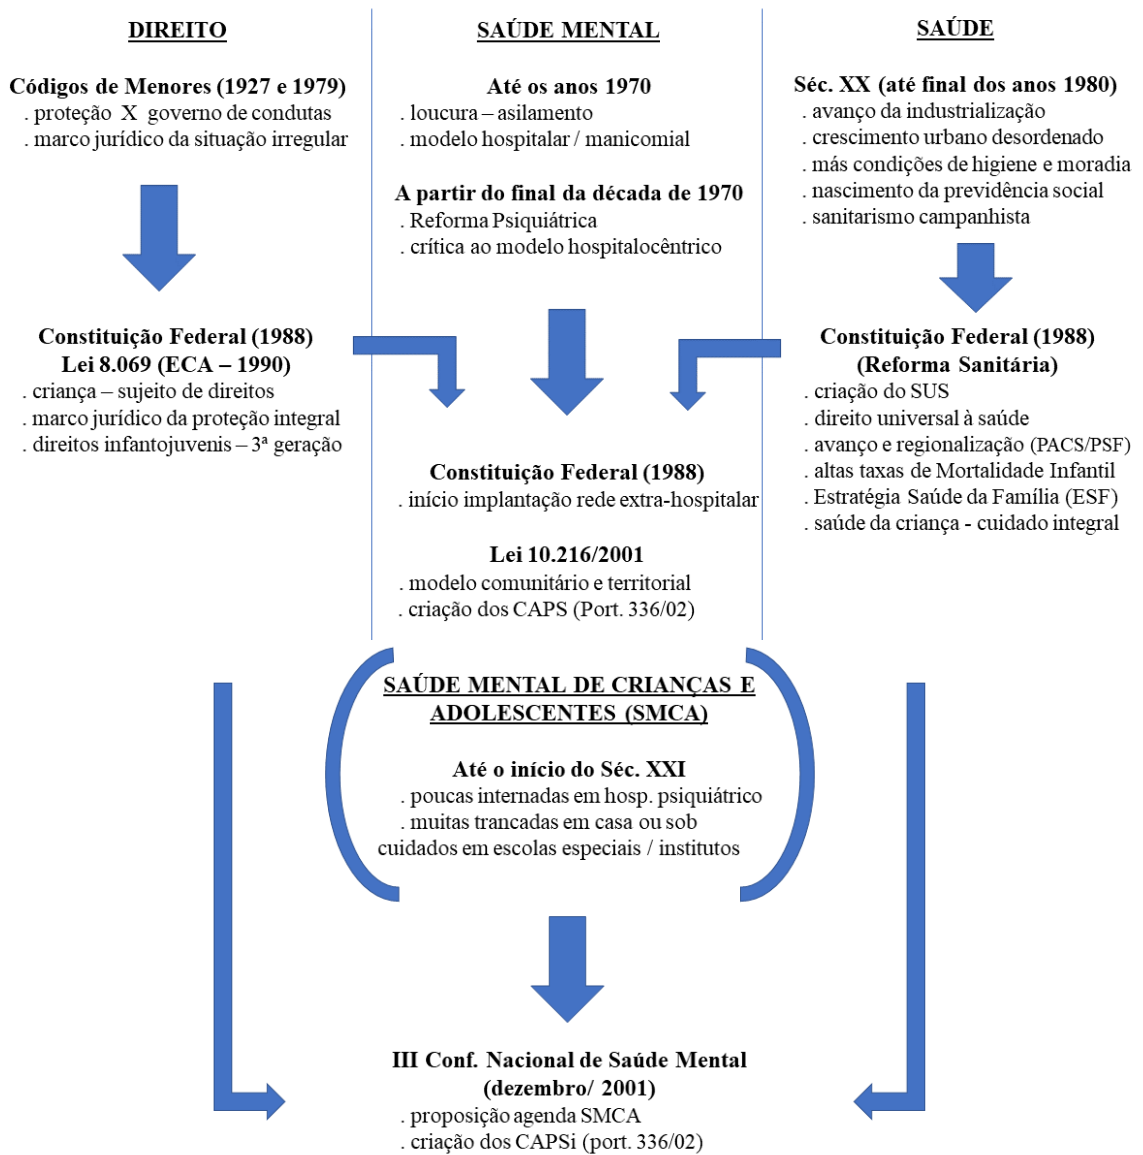 DIREITO
Códigos de Menores (1927 e 1979)
. proteção X governo de condutas
. marco jurídico da situação irregular
Constituição Federal (1988)
Lei 8.069 (ECA – 1990)
. criança – sujeito de direitos
. marco jurídico da proteção integral
. direitos infantojuvenis – 3ª geração
SAÚDE MENTAL
Até os anos 1970
. loucura – asilamento
. modelo hospitalar / manicomial
A partir do final da década de 1970
. Reforma Psiquiátrica
. crítica ao modelo hospitalocêntrico
Constituição Federal (1988)
. início implantação rede extra-hospitalar
Lei 10.216/2001
. modelo comunitário e territorial
. criação dos CAPS (Port. 336/02)
SAÚDE
Séc. XX (até final dos anos 1980)
. avanço da industrialização
. crescimento urbano desordenado
. más condições de higiene e moradia
. nascimento da previdência social
. sanitarismo campanhista
Constituição Federal (1988)
(Reforma Sanitária)
. criação do SUS
. direito universal à saúde
. avanço e regionalização (PACS/PSF)
. altas taxas de Mortalidade Infantil
. Estratégia Saúde da Família (ESF)
. saúde da criança - cuidado integral
SAÚDE MENTAL DE CRIANÇAS E
ADOLESCENTES (SMCA)
Até o início do Séc. XXI
. poucas internadas em hosp. psiquiátrico
. muitas trancadas em casa ou sob
cuidados em escolas especiais / institutos
III Conf. Nacional de Saúde Mental
(dezembro/ 2001)
. proposição agenda SMCA
. criação dos CAPSi (port. 336/02)